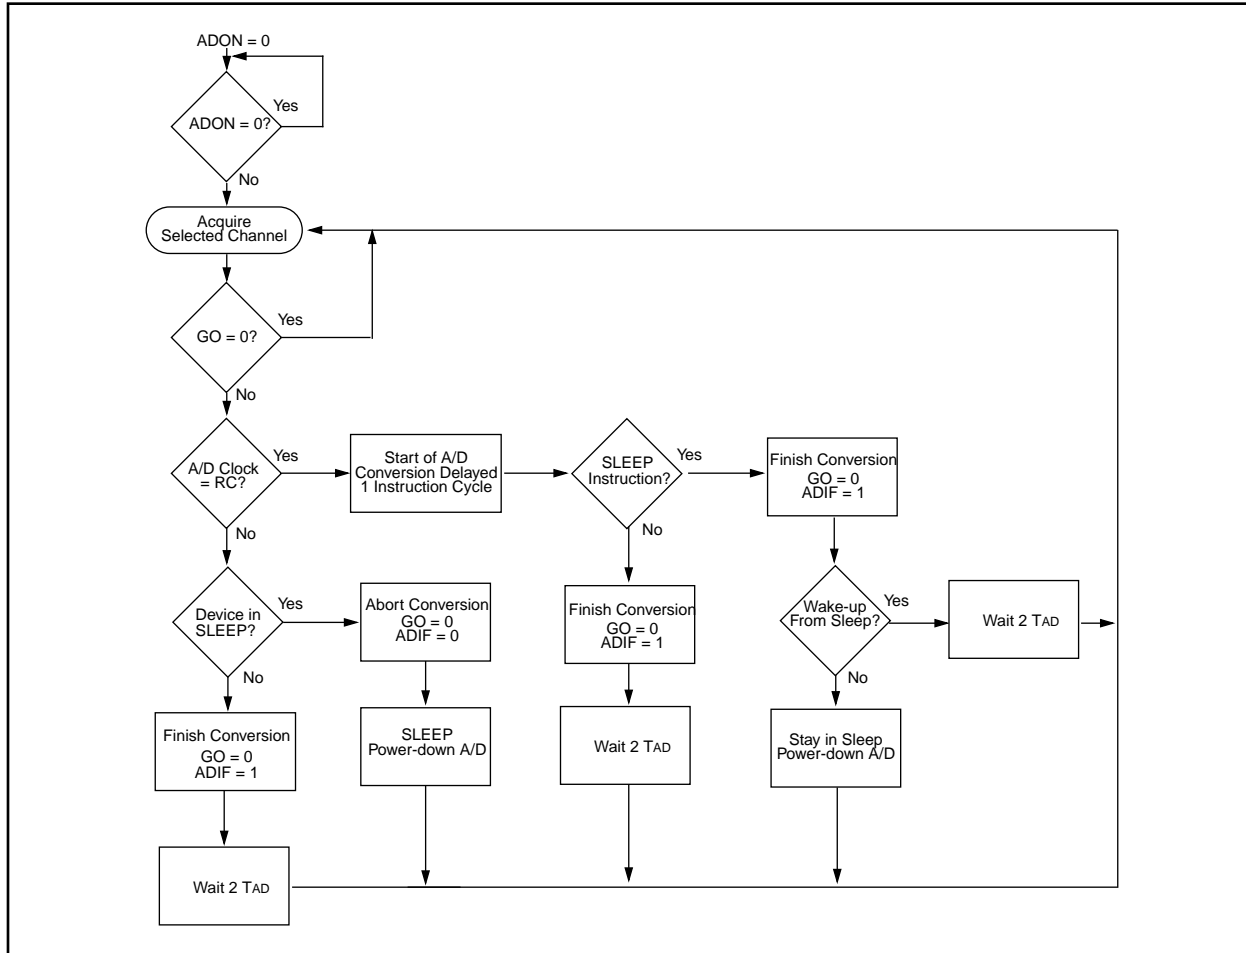 ADON = 0
Yes
ADON = 0?
No
Acquire
Selected Channel
Yes
GO = 0?
No
Yes
A/D Clock
= RC?
Start of A/D
Conversion Delayed
1 Instruction Cycle
SLEEP
Instruction?
Yes
Finish Conversion
GO = 0
ADIF = 1
No
No
Yes
Device in
SLEEP?
Abort Conversion
GO = 0
ADIF = 0
Finish Conversion
GO = 0
ADIF = 1
Wake-up
From Sleep?
Yes
Wait 2 TAD
No
No
Finish Conversion
GO = 0
ADIF = 1
SLEEP
Power-down A/D
Wait 2 TAD
Stay in Sleep
Power-down A/D
Wait 2 TAD